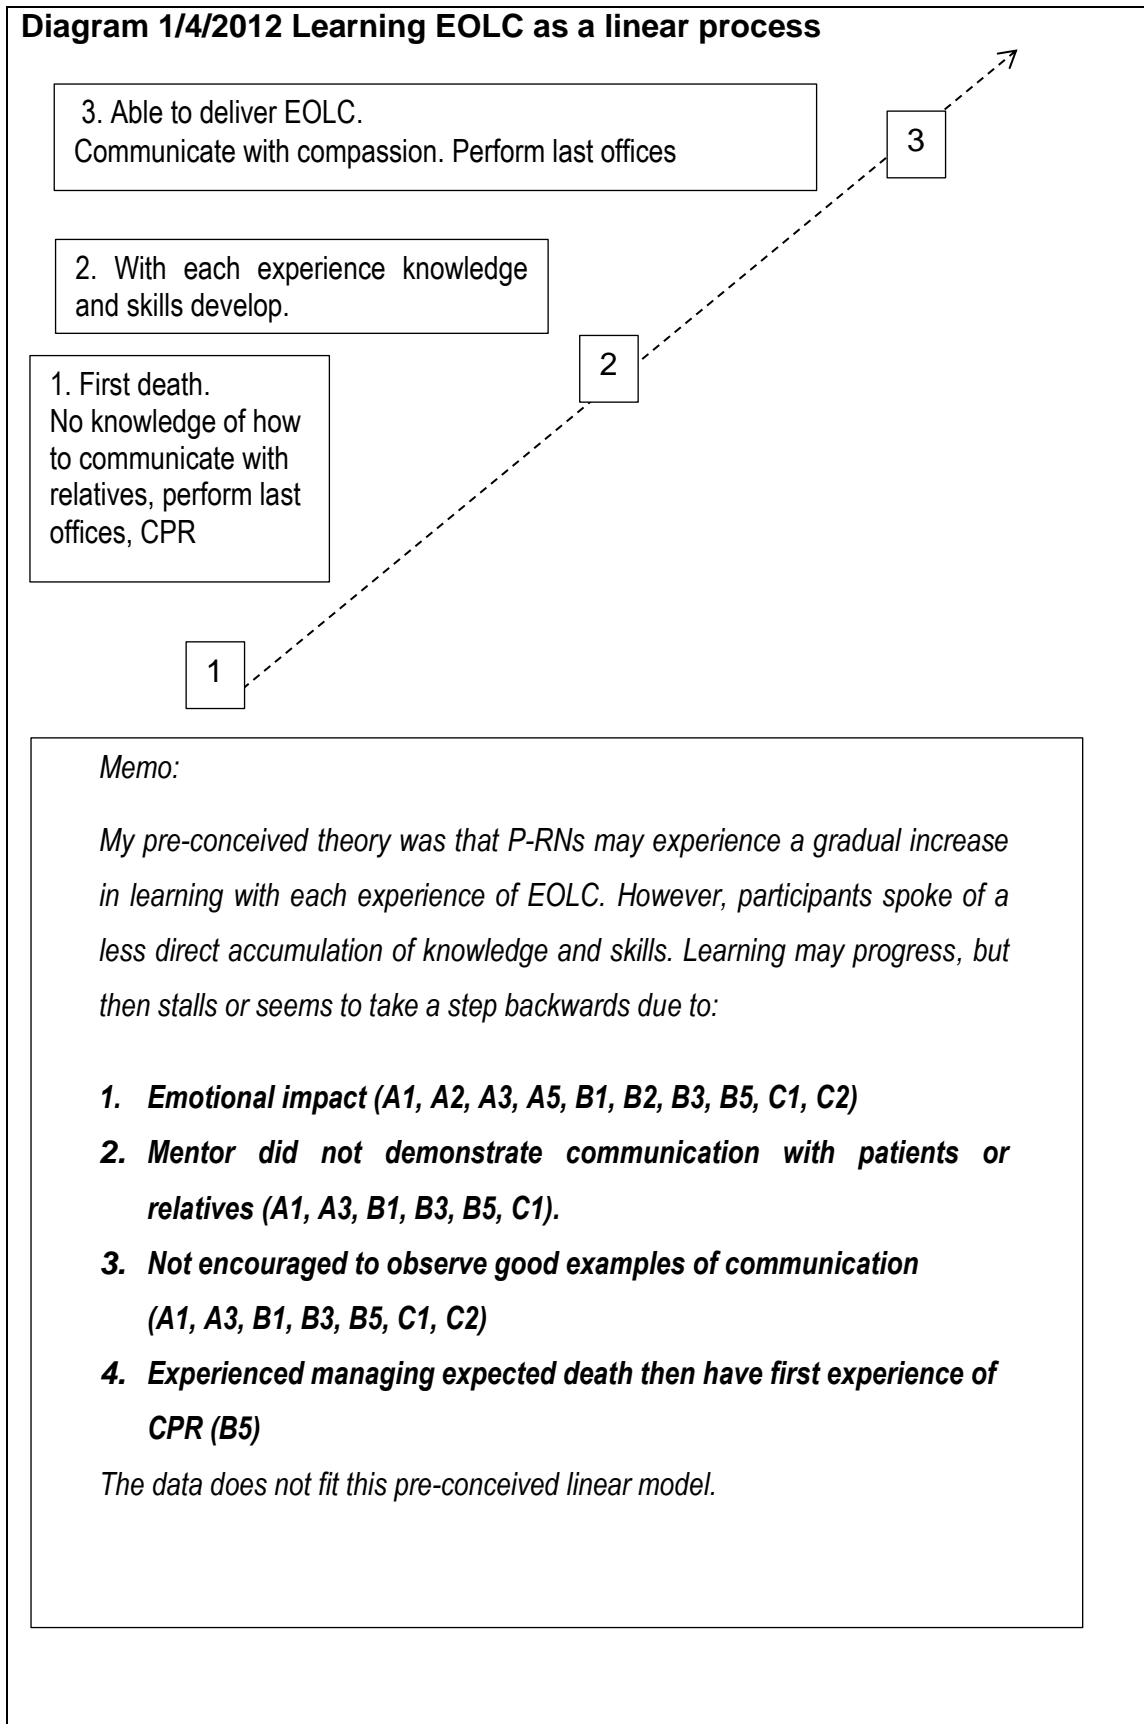 Diagram 1/4/2012 Learning EOLC as a linear process
3. Able to deliver EOLC.
Communicate with compassion. Perform last offices
3
2. With each experience knowledge
and skills develop.
2
1. First death.
No knowledge of how
to communicate with
relatives, perform last
offices, CPR
1
Memo:
My pre-conceived theory was that P-RNs may experience a gradual increase
in learning with each experience of EOLC. However, participants spoke of a
less direct accumulation of knowledge and skills. Learning may progress, but
then stalls or seems to take a step backwards due to:
1. Emotional impact (A1, A2, A3, A5, B1, B2, B3, B5, C1, C2)
2. Mentor did not demonstrate communication with patients or
relatives (A1, A3, B1, B3, B5, C1).
3. Not encouraged to observe good examples of communication
(A1, A3, B1, B3, B5, C1, C2)
4. Experienced managing expected death then have first experience of
CPR (B5)
The data does not fit this pre-conceived linear model.